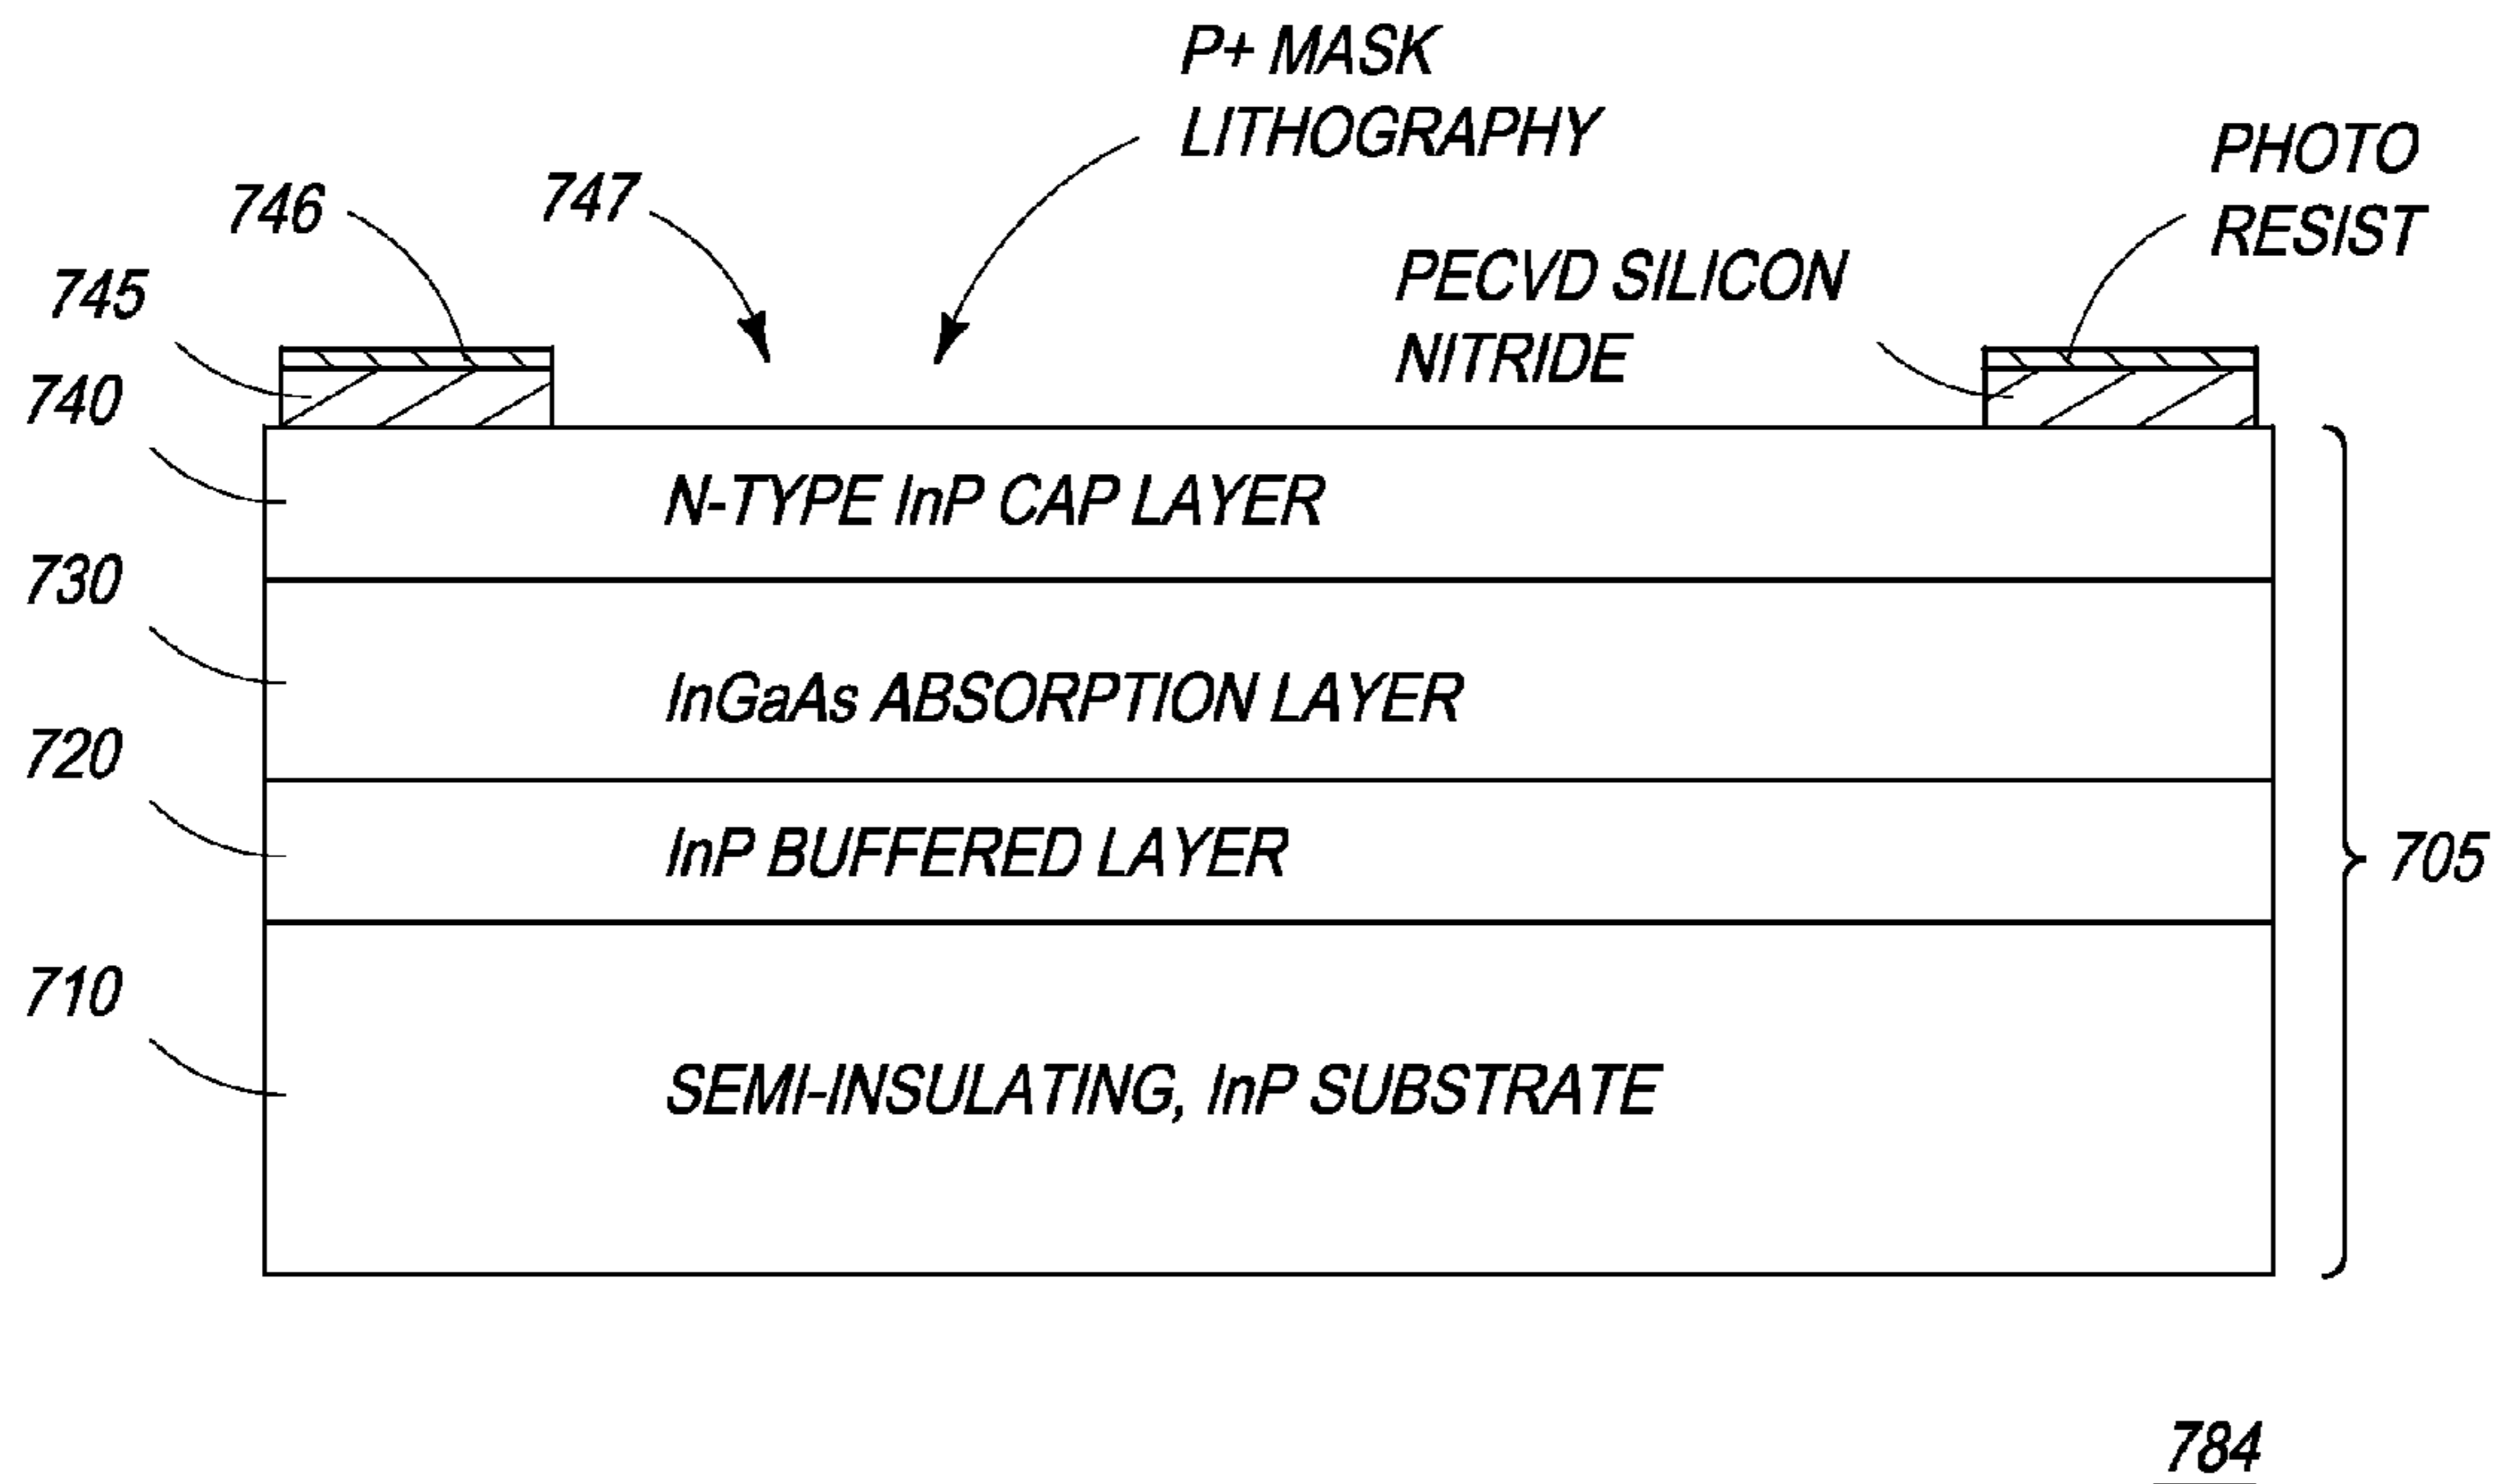 P+ MASK
LITHOGRAPHY
PHOTO
RESIST
746
747
PECVD SILICON
NITRIDE
745
740
N-TYPE InP CAP LAYER
730
InGaAs ABSORPTION LAYER
720
InP BUFFERED LAYER
705
710
SEMI-INSULATING, InP SUBSTRATE
784